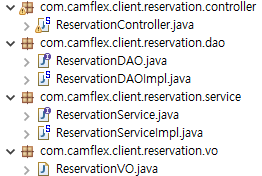 com.camflex.client.reservation.controller
ReservationController.java
com.camflex.client.reservation.dao
ReservationDAO.java
ReservationDAOImpl.java
com.camflex.client.reservation.service
ReservationService.java
ReservationServiceImpl.java
com.camflex.client.reservation.vo
ReservationVO.java